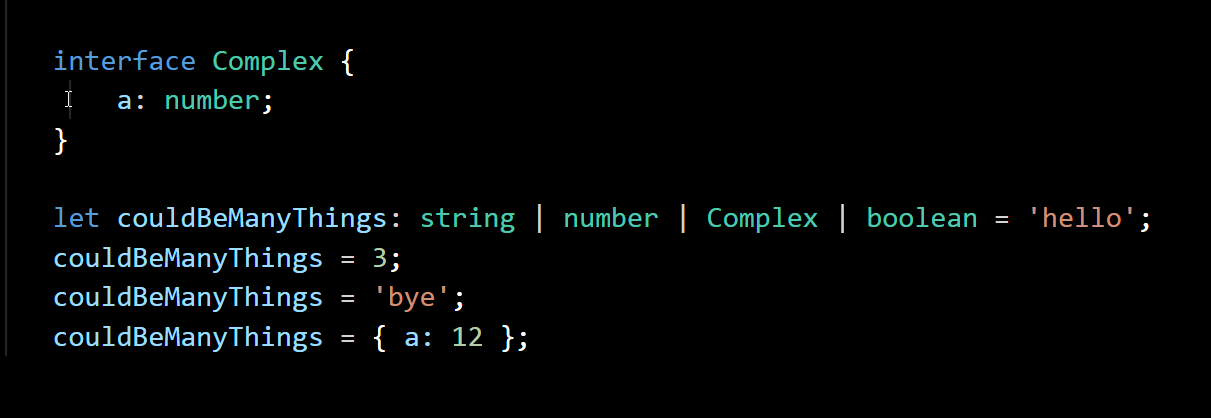 interface Complex {
    a: number;
}
let couldBeManyThings: string | number | Complex | boolean = 'hello';
couldBeManyThings = 3;
couldBeManyThings = 'bye';
couldBeManyThings = { a: 12 };